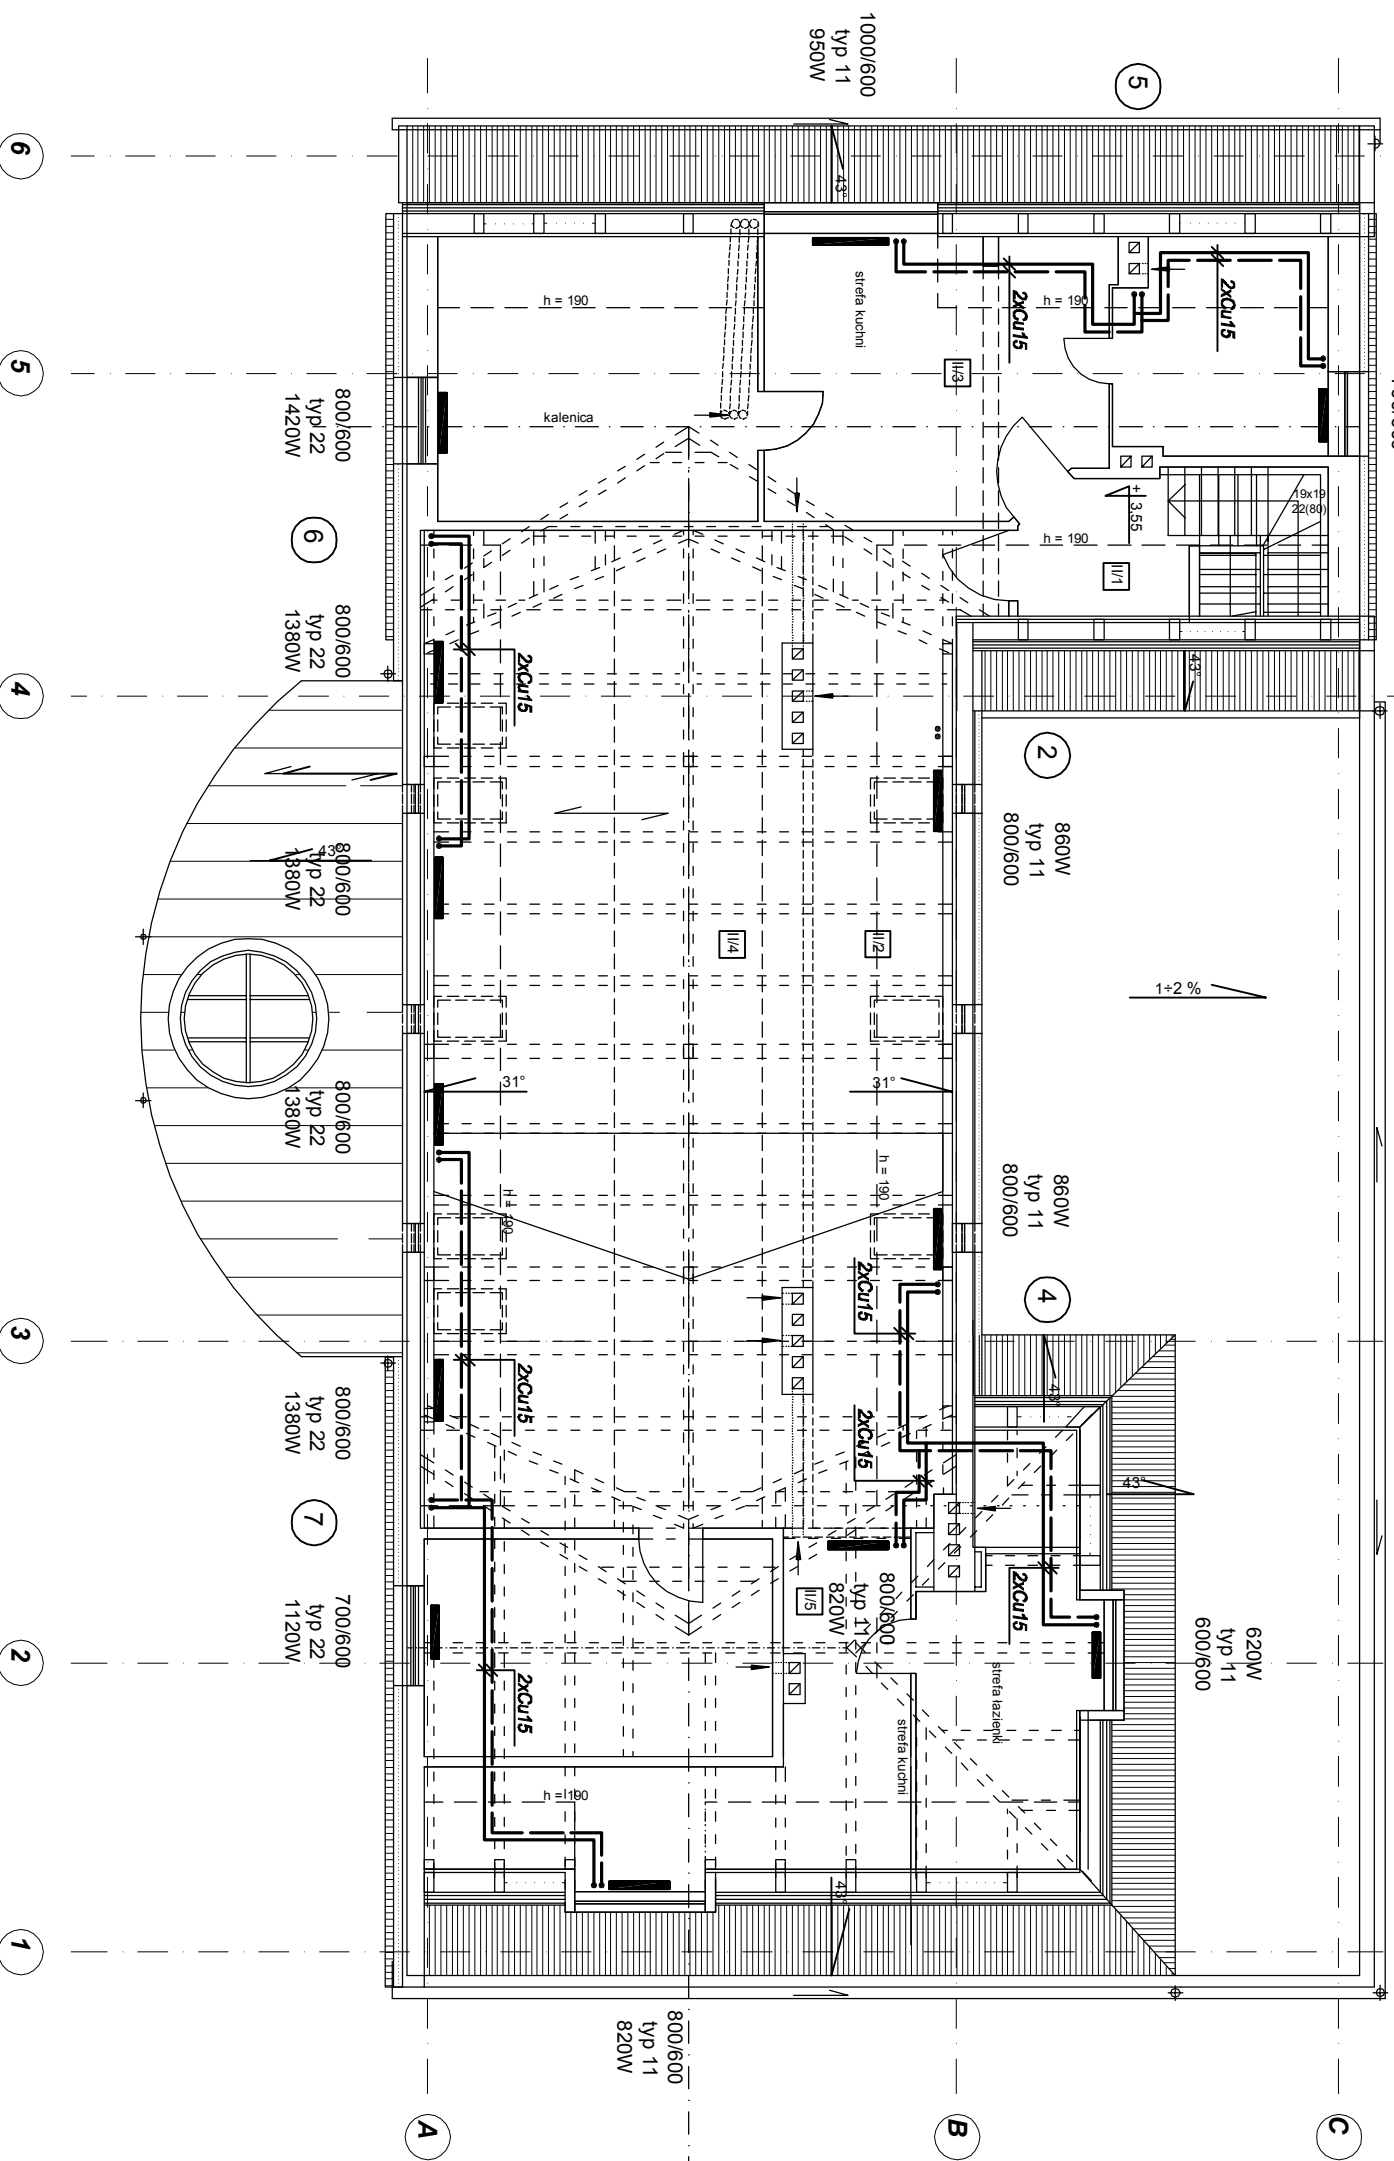 1000/600
typ 11
950W
5
6
43°
h = 190
strefa kuchni
2xCu15
h = 190
2xCu15
II/3
5
800/600
typ 22
1420W
kalenica
+ 3,55
19x19
22(80)
h = 190
II/1
6
800/600
typ 22
1380W
2xCu15
43°
4
2
860W
typ 11
800/600
43°
800/600
typ 22
1380W
II/4
II/2
1÷2 %
31°
31°
800/600
typ 22
1380W
h = 190
h = 190
860W
typ 11
800/600
2xCu15
4
3
43°
800/600
typ 22
1380W
2xCu15
2xCu15
43°
7
2xCu15
800/600
typ 11
820W
II/5
700/600
typ 22
1120W
2
620W
typ 11
600/600
strefa łazienki
2xCu15
strefa kuchni
h = 190
43°
1
800/600
typ 11
820W
A
B
C